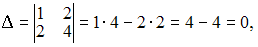 Δ = |1 2; 2 4| = 1·4 − 2·2 = 4 − 4 = 0,